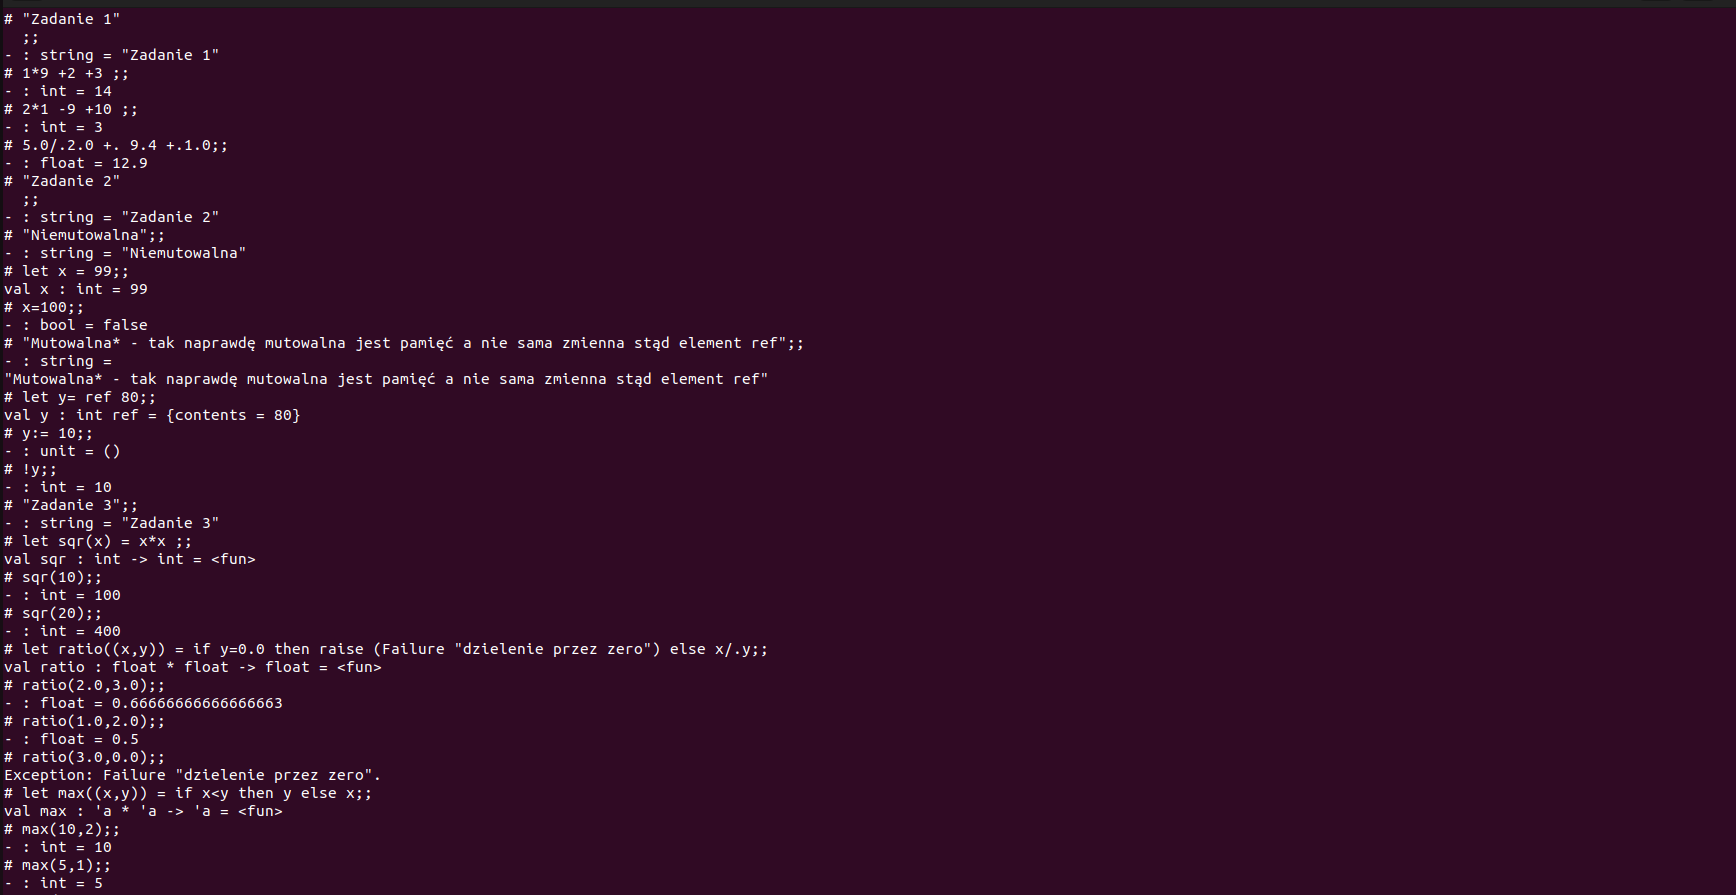 # "Zadanie 1"
  ;;
- : string = "Zadanie 1"
# 1*9 +2 +3 ;;
- : int = 14
# 2*1 -9 +10 ;;
- : int = 3
# 5.0/.2.0 +. 9.4 +.1.0;;
- : float = 12.9
# "Zadanie 2"
  ;;
- : string = "Zadanie 2"
# "Niemutowalna";;
- : string = "Niemutowalna"
# let x = 99;;
val x : int = 99
# x=100;;
- : bool = false
# "Mutowalna* - tak naprawdę mutowalna jest pamięć a nie sama zmienna stąd element ref";;
- : string =
"Mutowalna* - tak naprawdę mutowalna jest pamięć a nie sama zmienna stąd element ref"
# let y= ref 80;;
val y : int ref = {contents = 80}
# y:= 10;;
- : unit = ()
# !y;;
- : int = 10
# "Zadanie 3";;
- : string = "Zadanie 3"
# let sqr(x) = x*x ;;
val sqr : int -> int = <fun>
# sqr(10);;
- : int = 100
# sqr(20);;
- : int = 400
# let ratio((x,y)) = if y=0.0 then raise (Failure "dzielenie przez zero") else x/.y;;
val ratio : float * float -> float = <fun>
# ratio(2.0,3.0);;
- : float = 0.66666666666666663
# ratio(1.0,2.0);;
- : float = 0.5
# ratio(3.0,0.0);;
Exception: Failure "dzielenie przez zero".
# let max((x,y)) = if x<y then y else x;;
val max : 'a * 'a -> 'a = <fun>
# max(10,2);;
- : int = 10
# max(5,1);;
- : int = 5